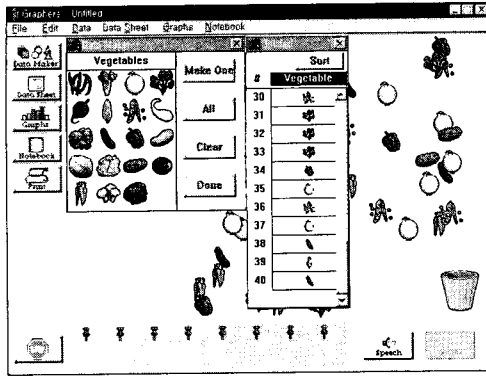 Graphers Untitled
File Edit Data Data Sheet Graphs Notebook
Data Maker
Data Sheet
Graphs
Notebook
Print
Vegetables
Make One
All
Clear
Done
Sort
# Vegetable
30
31
32
33
34
35
36
37
38
39
40
Speech